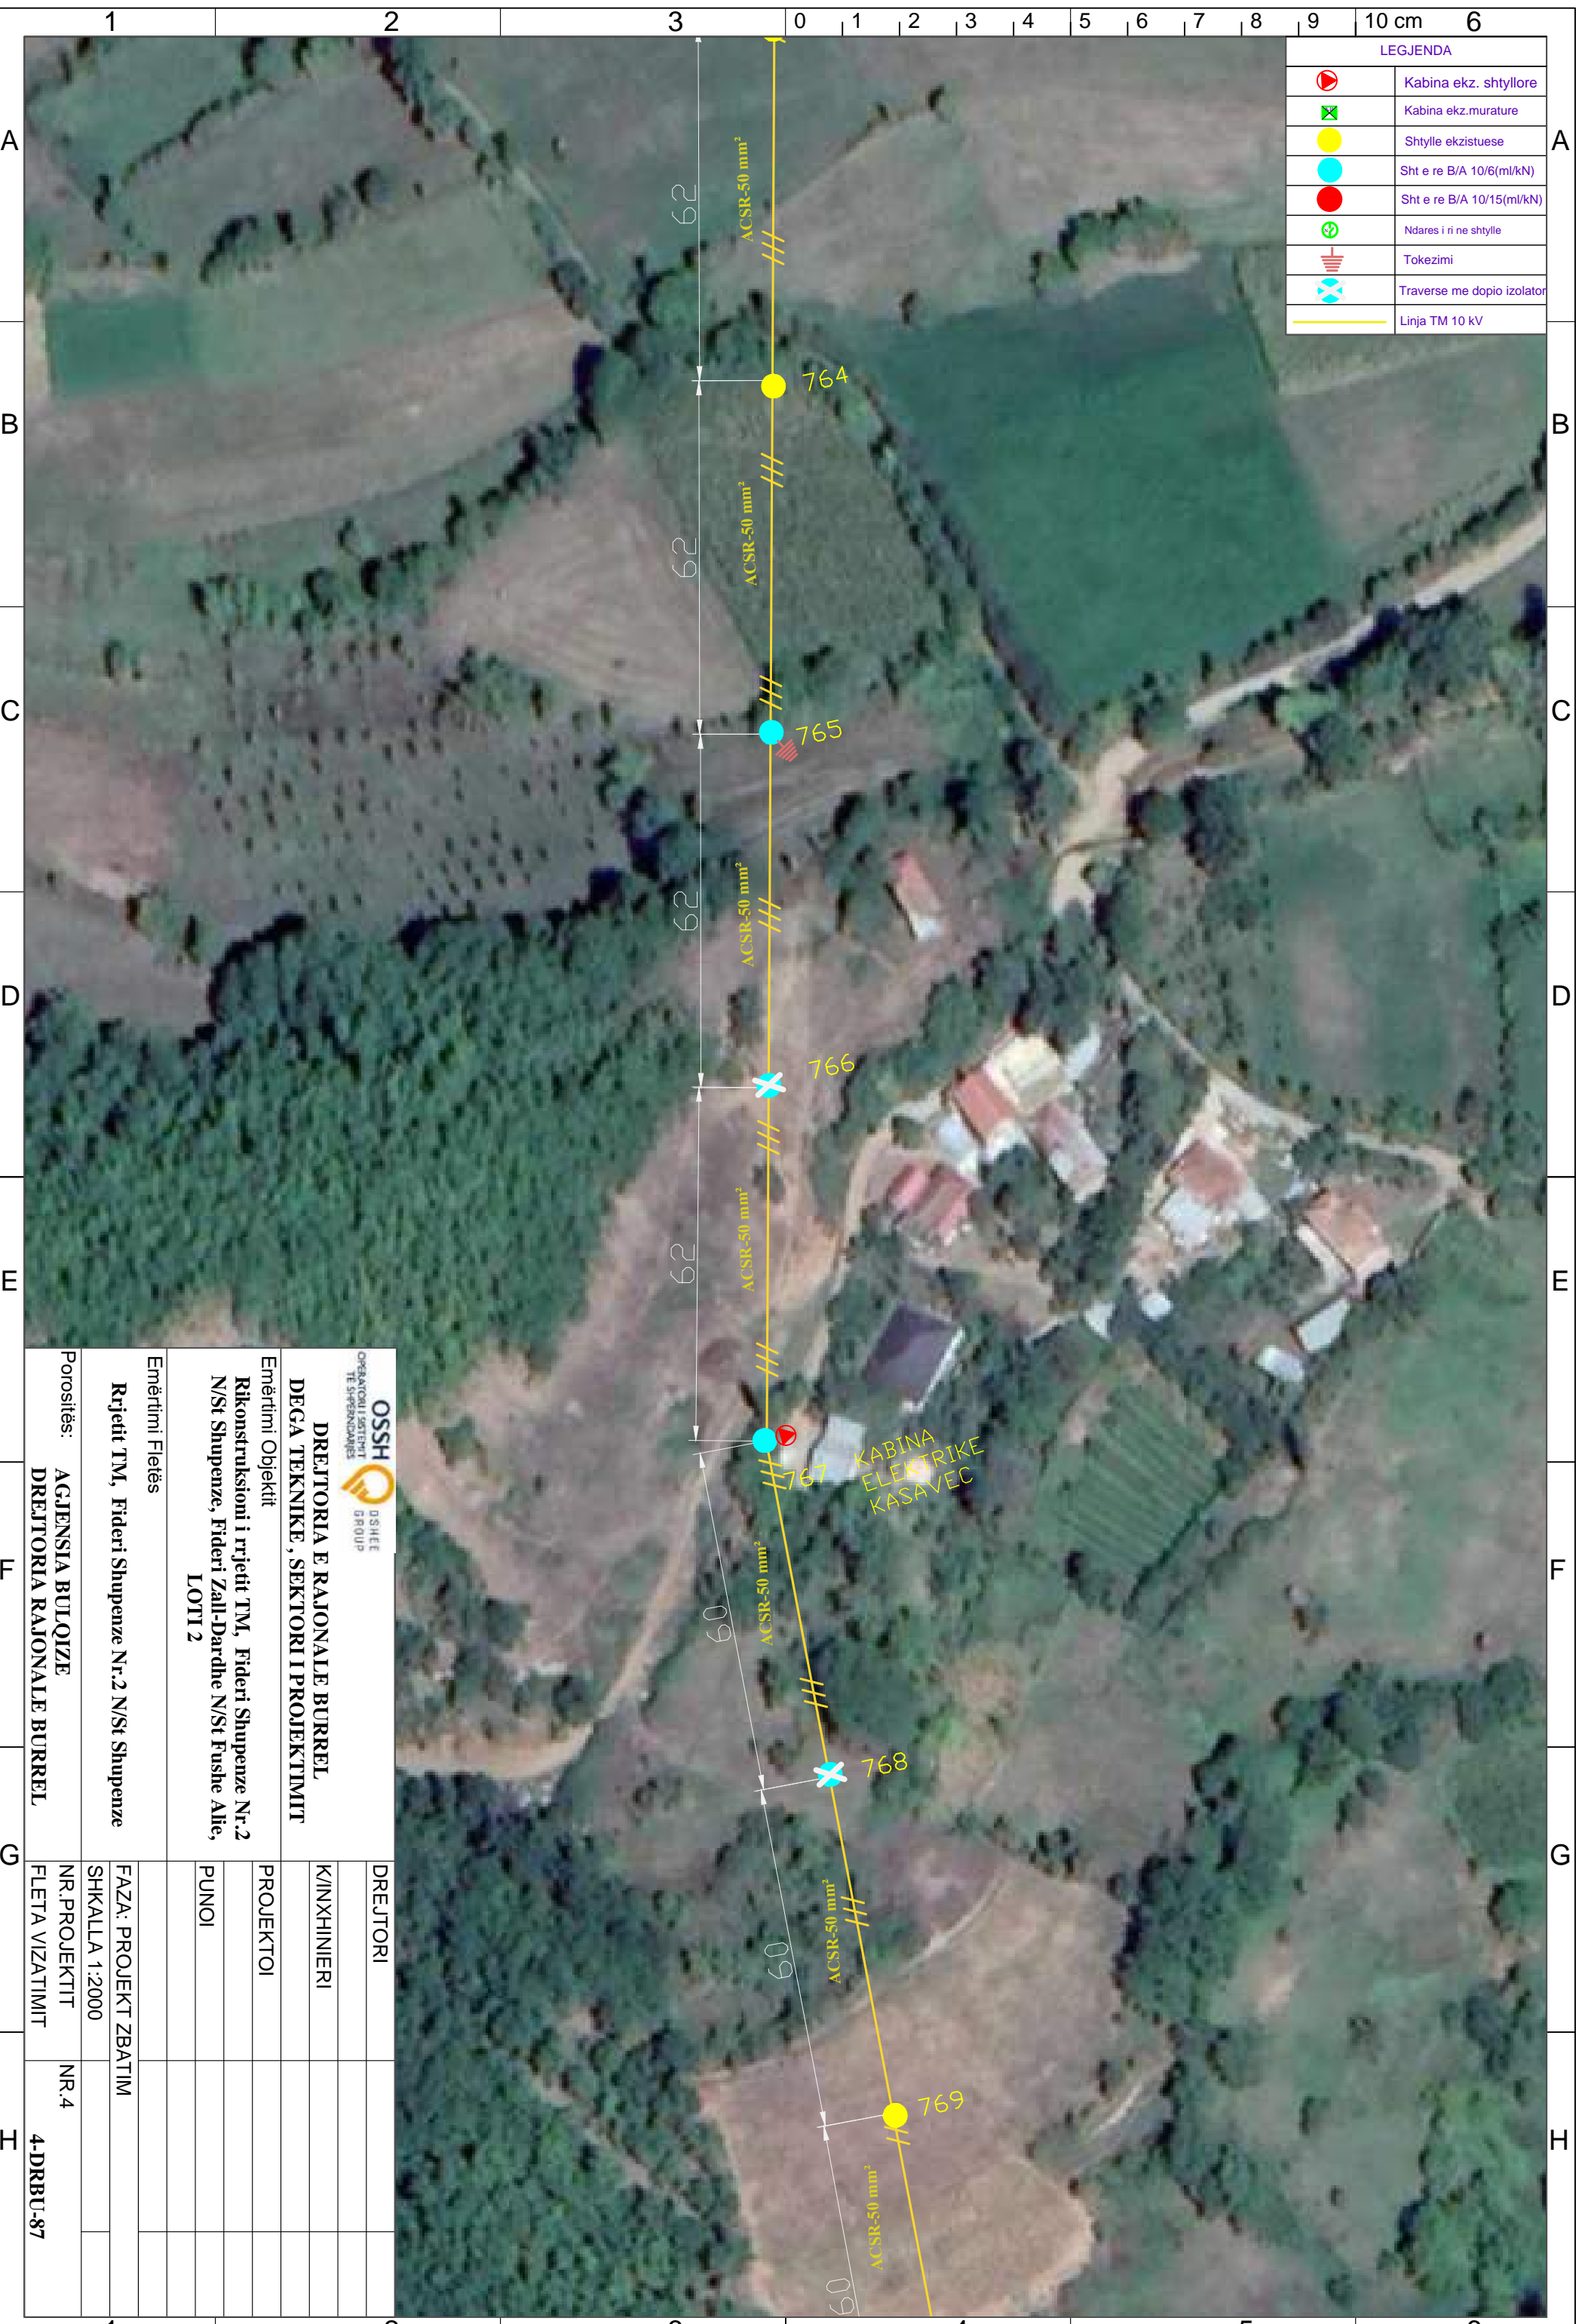 1 2 3 0 1 2 3 4 5 6 7 8 9 10 cm 6
LEGJENDA
Kabina ekz. shtyllore
Kabina ekz.murature
Shtylle ekzistuese
Sht e re B/A 10/6(ml/kN)
Sht e re B/A 10/15(ml/kN)
Ndares i ri ne shtylle
Tokezimi
Traverse me dopio izolator
Linja TM 10 kV
A A
ACSR-50 mm²
62
764
B B
ACSR-50 mm²
62
C C
765
ACSR-50 mm²
62
D D
766
ACSR-50 mm²
62
E E
767
KABINA
ELEKTRIKE
KASAVEC
F F
ACSR-50 mm²
60
768
G G
ACSR-50 mm²
60
769
H H
ACSR-50 mm²
60
OSSH
OPERATORI I SISTEMIT
TË SHPËRNDARJES
OSHEE
GROUP
DREJTORIA E RAJONALE BURREL
DEGA TEKNIKE , SEKTORI I PROJEKTIMIT
Emërtimi Objektit
Rikonstruksioni i rrjetit TM, Fideri Shupenze Nr.2
N/St Shupenze, Fideri Zall-Dardhe N/St Fushe Alie,
LOTI 2
Emërtimi Fletës
Rrjetit TM, Fideri Shupenze Nr.2 N/St Shupenze
Porositës:
AGJENSIA BULQIZE
DREJTORIA RAJONALE BURREL
DREJTORI
K/INXHINIERI
PROJEKTOI
PUNOI
FAZA: PROJEKT ZBATIM
SHKALLA 1:2000
NR.PROJEKTIT NR.4
FLETA VIZATIMIT 4-DRBU-87